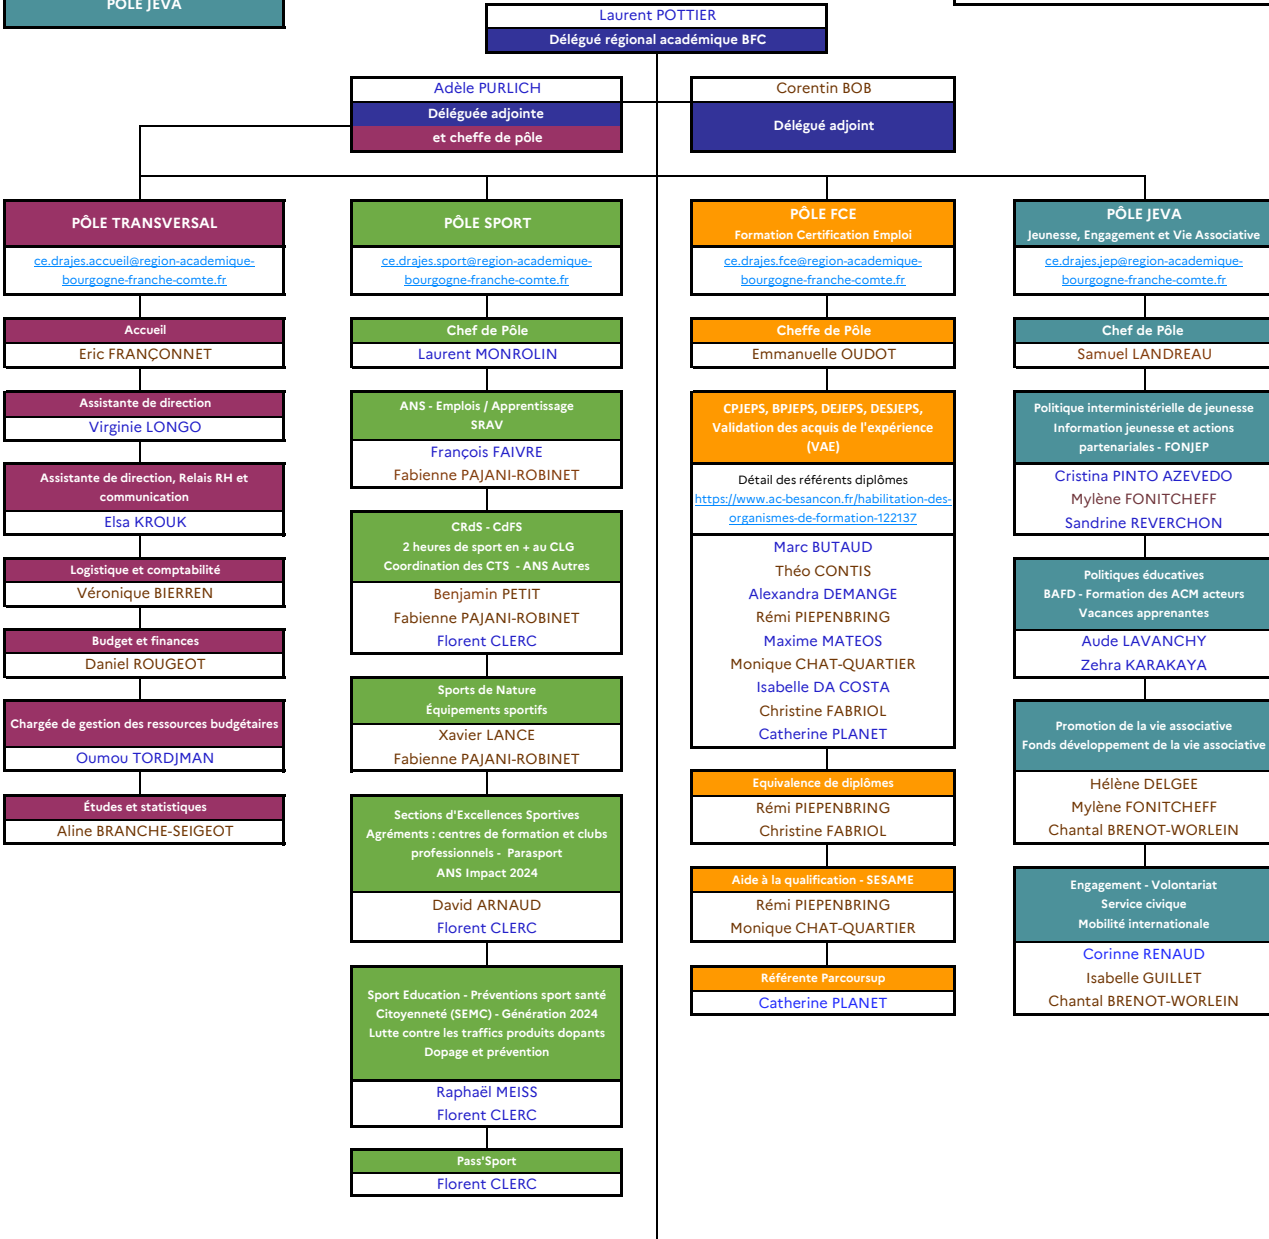 PÔLE JEVA
Laurent POTTIER
Délégué régional académique BFC
Adèle PURLICH
Déléguée adjointe
et cheffe de pôle
Corentin BOB
Délégué adjoint
PÔLE TRANSVERSAL
ce.drajes.accueil@region-academique-
bourgogne-franche-comte.fr
Accueil
Eric FRANÇONNET
Assistante de direction
Virginie LONGO
Assistante de direction, Relais RH et
communication
Elsa KROUK
Logistique et comptabilité
Véronique BIERREN
Budget et finances
Daniel ROUGEOT
Chargée de gestion des ressources budgétaires
Oumou TORDJMAN
Études et statistiques
Aline BRANCHE-SEIGEOT
PÔLE SPORT
ce.drajes.sport@region-academique-
bourgogne-franche-comte.fr
Chef de Pôle
Laurent MONROLIN
ANS - Emplois / Apprentissage
SRAV
François FAIVRE
Fabienne PAJANI-ROBINET
CRdS - CdFS
2 heures de sport en + au CLG
Coordination des CTS - ANS Autres
Benjamin PETIT
Fabienne PAJANI-ROBINET
Florent CLERC
Sports de Nature
Équipements sportifs
Xavier LANCE
Fabienne PAJANI-ROBINET
Sections d'Excellences Sportives
Agréments : centres de formation et clubs
professionnels - Parasport
ANS Impact 2024
David ARNAUD
Florent CLERC
Sport Education - Préventions sport santé
Citoyenneté (SEMC) - Génération 2024
Lutte contre les traffics produits dopants
Dopage et prévention
Raphaël MEISS
Florent CLERC
Pass'Sport
Florent CLERC
PÔLE FCE
Formation Certification Emploi
ce.drajes.fce@region-academique-
bourgogne-franche-comte.fr
Cheffe de Pôle
Emmanuelle OUDOT
CPJEPS, BPJEPS, DEJEPS, DESJEPS,
Validation des acquis de l'expérience
(VAE)
Détail des référents diplômes
https://www.ac-besancon.fr/habilitation-des-
organismes-de-formation-122137
Marc BUTAUD
Théo CONTIS
Alexandra DEMANGE
Rémi PIEPENBRING
Maxime MATEOS
Monique CHAT-QUARTIER
Isabelle DA COSTA
Christine FABRIOL
Catherine PLANET
Equivalence de diplômes
Rémi PIEPENBRING
Christine FABRIOL
Aide à la qualification - SESAME
Rémi PIEPENBRING
Monique CHAT-QUARTIER
Référente Parcoursup
Catherine PLANET
PÔLE JEVA
Jeunesse, Engagement et Vie Associative
ce.drajes.jep@region-academique-
bourgogne-franche-comte.fr
Chef de Pôle
Samuel LANDREAU
Politique interministérielle de jeunesse
Information jeunesse et actions
partenariales - FONJEP
Cristina PINTO AZEVEDO
Mylène FONITCHEFF
Sandrine REVERCHON
Politiques éducatives
BAFD - Formation des ACM acteurs
Vacances apprenantes
Aude LAVANCHY
Zehra KARAKAYA
Promotion de la vie associative
Fonds développement de la vie associative
Hélène DELGEE
Mylène FONITCHEFF
Chantal BRENOT-WORLEIN
Engagement - Volontariat
Service civique
Mobilité internationale
Corinne RENAUD
Isabelle GUILLET
Chantal BRENOT-WORLEIN